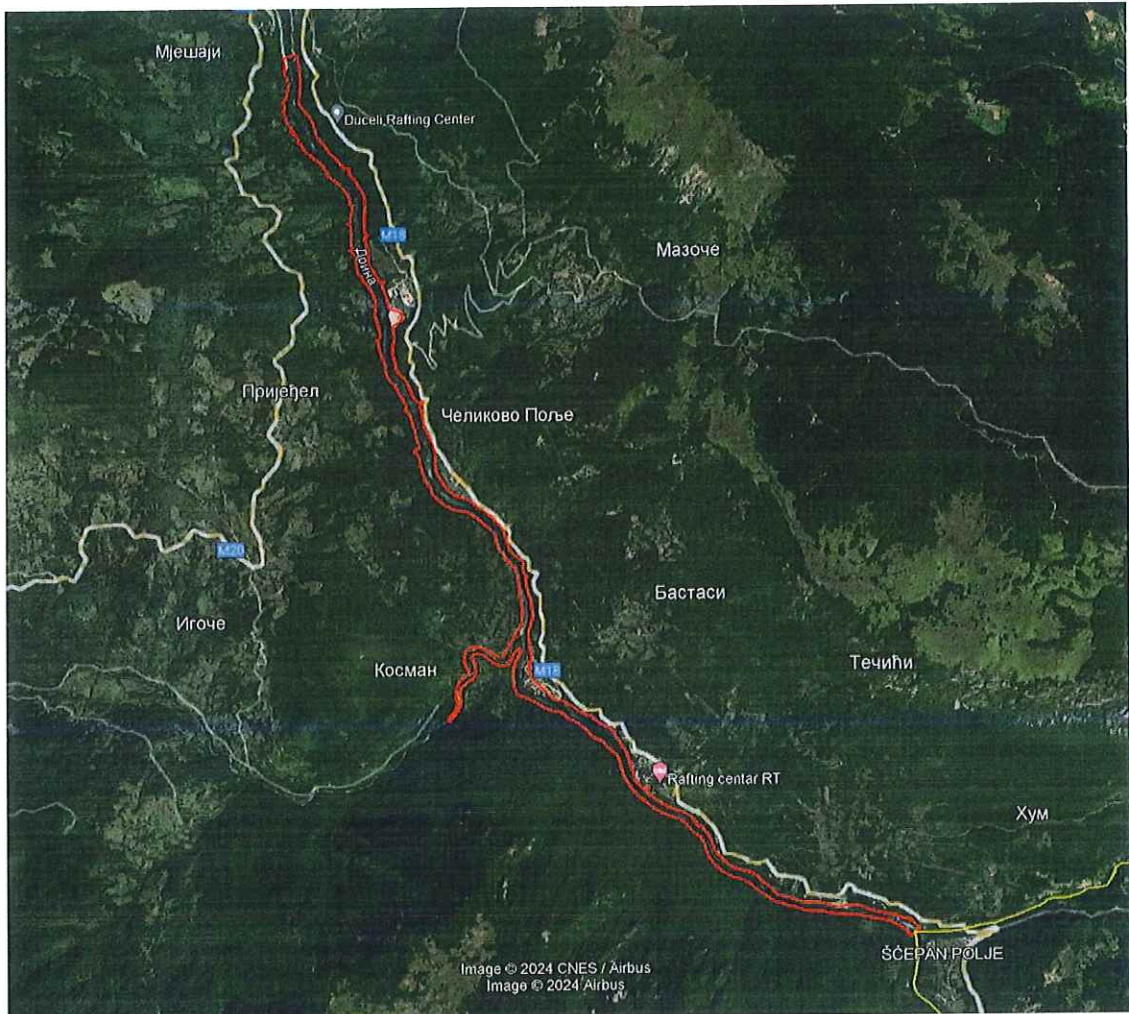 Мјешаји
Duceli Rafting Center
M18
Мазоче
Дрина
Пријеђел
Челиково Поље
M20
Бастаси
Игоче
Течићи
Косман
M18
Rafting centar RT
Хум
ŠĆEPAN POLJE
Image © 2024 CNES / Airbus
Image © 2024 Airbus